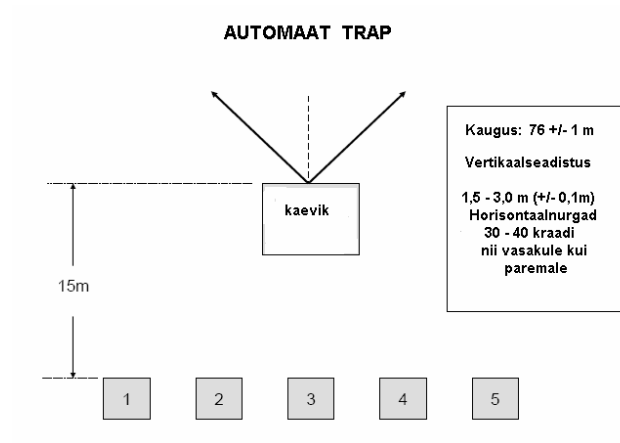 AUTOMAAT TRAP
Kaugus: 76 +/- 1 m
Vertikaalseadistus
1,5 - 3,0 m (+/- 0,1m)
Horisontaalnurgad
30 - 40 kraadi
nii vasakule kui
paremale
kaevik
15m
1 2 3 4 5